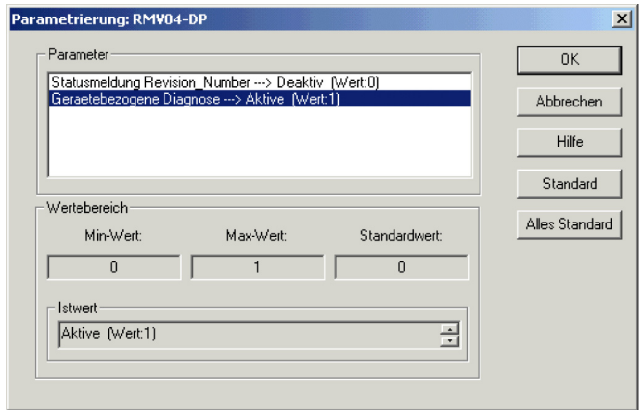 Parametrierung: RMV04-DP
Parameter
Statusmeldung Revision_Number ---> Deaktiv (Wert:0)
Geraetebezogene Diagnose ---> Aktive (Wert:1)
OK
Abbrechen
Hilfe
Standard
Alles Standard
Wertebereich
Min-Wert: Max-Wert: Standardwert:
0 1 0
Istwert
Aktive (Wert:1)